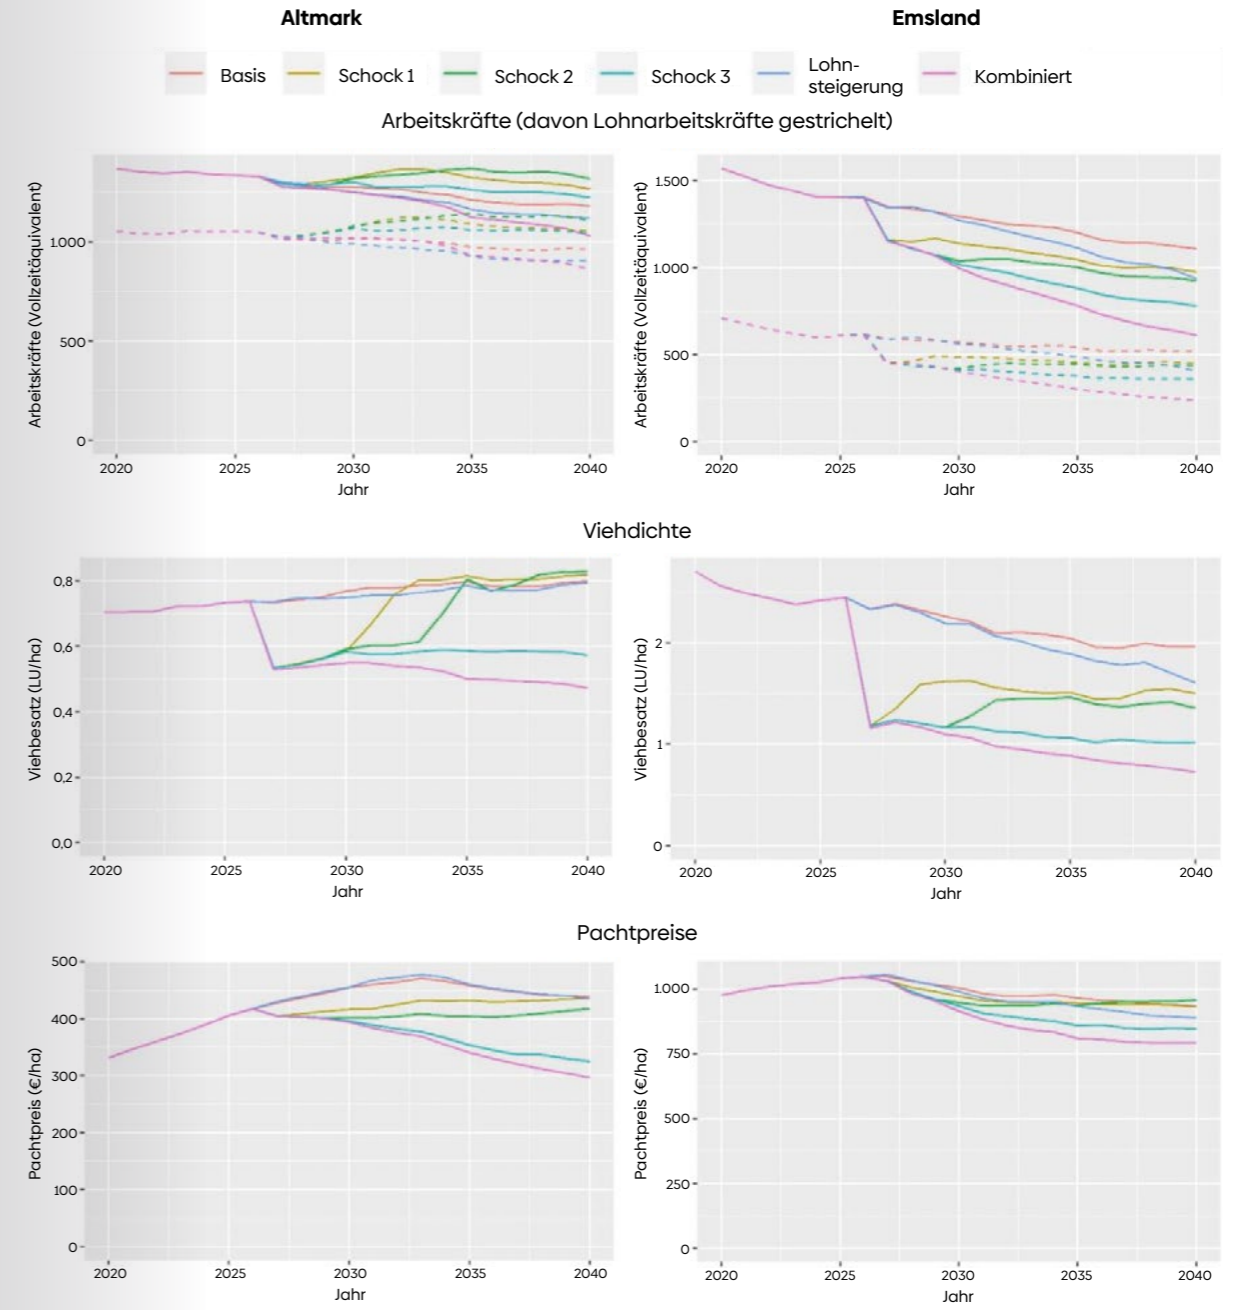 Altmark
Emsland
Basis
Schock 1
Schock 2
Schock 3
Lohn-
steigerung
Kombiniert
Arbeitskräfte (davon Lohnarbeitskräfte gestrichelt)
Arbeitskräfte (Vollzeitäquivalent)
1000
500
0
2020 2025 2030 2035 2040
Jahr
Arbeitskräfte (Vollzeitäquivalent)
1.500
1.000
500
0
2020 2025 2030 2035 2040
Jahr
Viehdichte
Viehbesatz (LU/ha)
0,8
0,6
0,4
0,2
0,0
2020 2025 2030 2035 2040
Jahr
Viehbesatz (LU/ha)
2
1
0
2020 2025 2030 2035 2040
Jahr
Pachtpreise
Pachtpreis (€/ha)
500
400
300
200
100
0
2020 2025 2030 2035 2040
Jahr
Pachtpreis (€/ha)
1.000
750
500
250
0
2020 2025 2030 2035 2040
Jahr